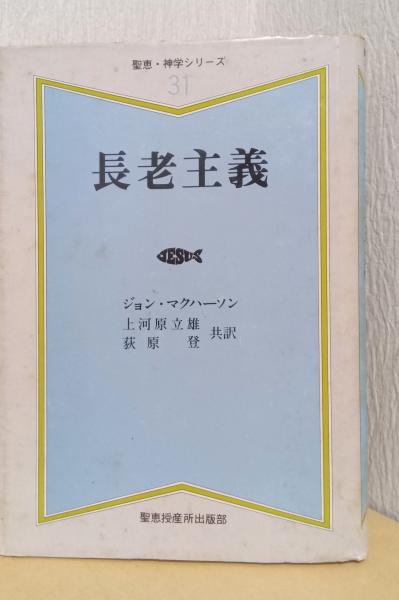 聖恵・神学シリーズ
31
長老主義
JESUS
ジョン・マクハーソン
上河原立雄
荻原登 共訳
聖恵授産所出版部